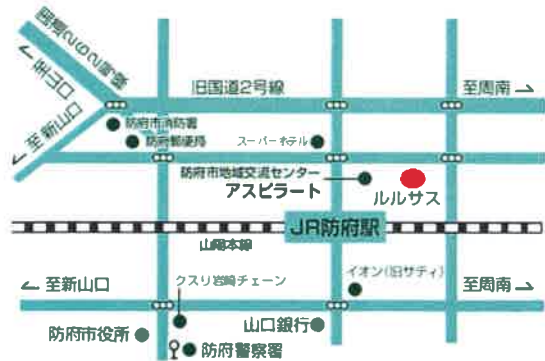 国道262号線
至山口
至新山口
旧国道2号線
至周南
防府市消防署
防府郵便局
スーパーホテル
防府市地域交流センター
アスピラート
ルルサス
JR防府駅
山陽本線
至新山口
クスリ岩崎チェーン
イオン(旧サティ)
至周南
防府市役所
山口銀行
防府警察署